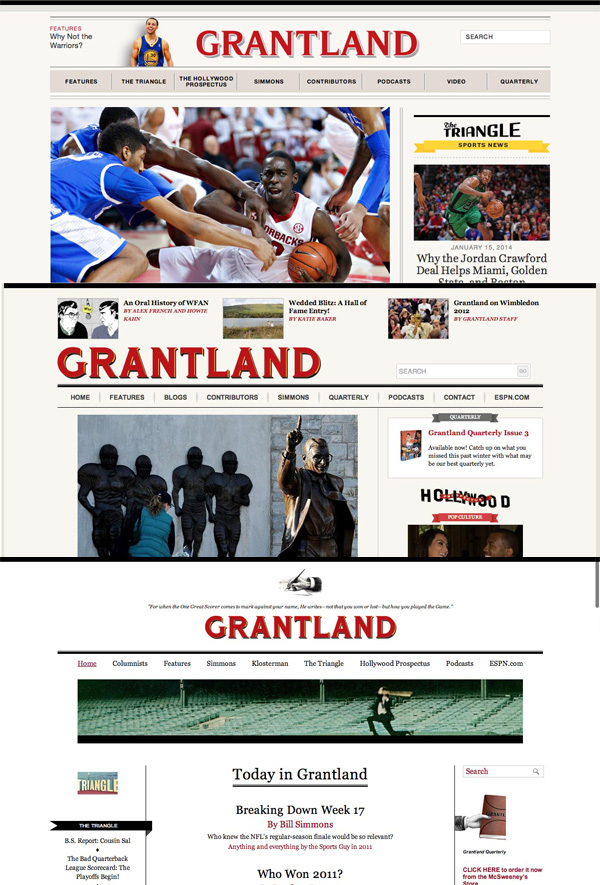 FEATURES
Why Not the
Warriors?
GRANTLAND
SEARCH
FEATURES
THE TRIANGLE
THE HOLLYWOOD
PROSPECTUS
SIMMONS
CONTRIBUTORS
PODCASTS
VIDEO
QUARTERLY
ORBACKS
The
TRIANGLE
SPORTS NEWS
JANUARY 15, 2014
Why the Jordan Crawford
Deal Helps Miami, Golden
State, and Boston
An Oral History of WFAN
BY ALEX FRENCH AND HOWIE
KAHN
Wedded Blitz: A Hall of
Fame Entry!
BY KATIE BAKER
Grantland on Wimbledon
2012
BY GRANTLAND STAFF
GRANTLAND
SEARCH
GO
HOME
FEATURES
BLOGS
CONTRIBUTORS
SIMMONS
QUARTERLY
PODCASTS
CONTACT
ESPN.COM
QUARTERLY
Grantland Quarterly Issue 3
Available now! Catch up on what you
missed this past winter with what may
be our best quarterly yet.
HOLLYWOOD
POP CULTURE
"For when the One Great Scorer comes to mark against your name, He writes—not that you won or lost—but how you played the Game."
GRANTLAND
Home
Columnists
Features
Simmons
Klosterman
The Triangle
Hollywood Prospectus
Podcasts
ESPN.com
TRIANGLE
THE TRIANGLE
B.S. Report: Cousin Sal
The Bad Quarterback
League Scorecard: The
Playoffs Begin!
Today in Grantland
Breaking Down Week 17
By Bill Simmons
Who knew the NFL's regular-season finale would be so relevant?
Anything and everything by the Sports Guy in 2011
Who Won 2011?
Search
Grantland Quarterly
CLICK HERE to order it now
from the McSweeney's
Store